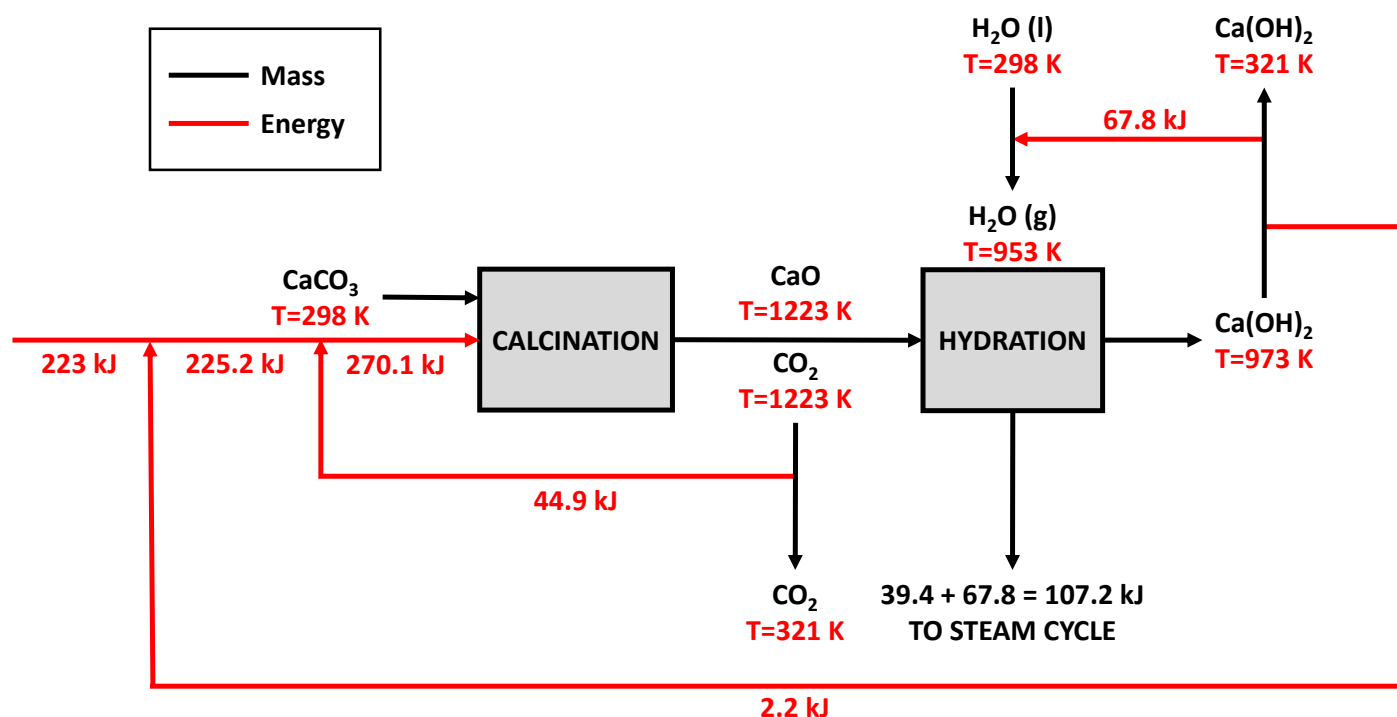 Mass
Energy
H₂O (l)
T=298 K
Ca(OH)₂
T=321 K
67.8 kJ
H₂O (g)
T=953 K
CaCO₃
T=298 K
223 kJ
225.2 kJ
270.1 kJ
CALCINATION
CaO
T=1223 K
CO₂
T=1223 K
HYDRATION
Ca(OH)₂
T=973 K
44.9 kJ
CO₂
T=321 K
39.4 + 67.8 = 107.2 kJ
TO STEAM CYCLE
2.2 kJ